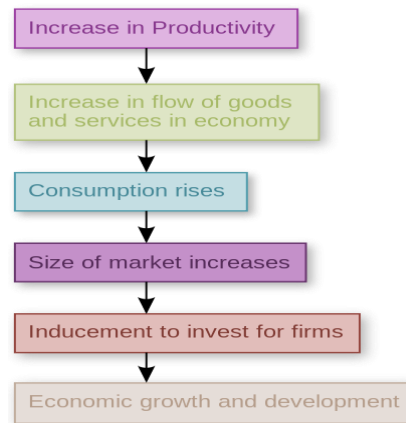 Increase in Productivity
Increase in flow of goods
and services in economy
Consumption rises
Size of market increases
Inducement to invest for firms
Economic growth and development